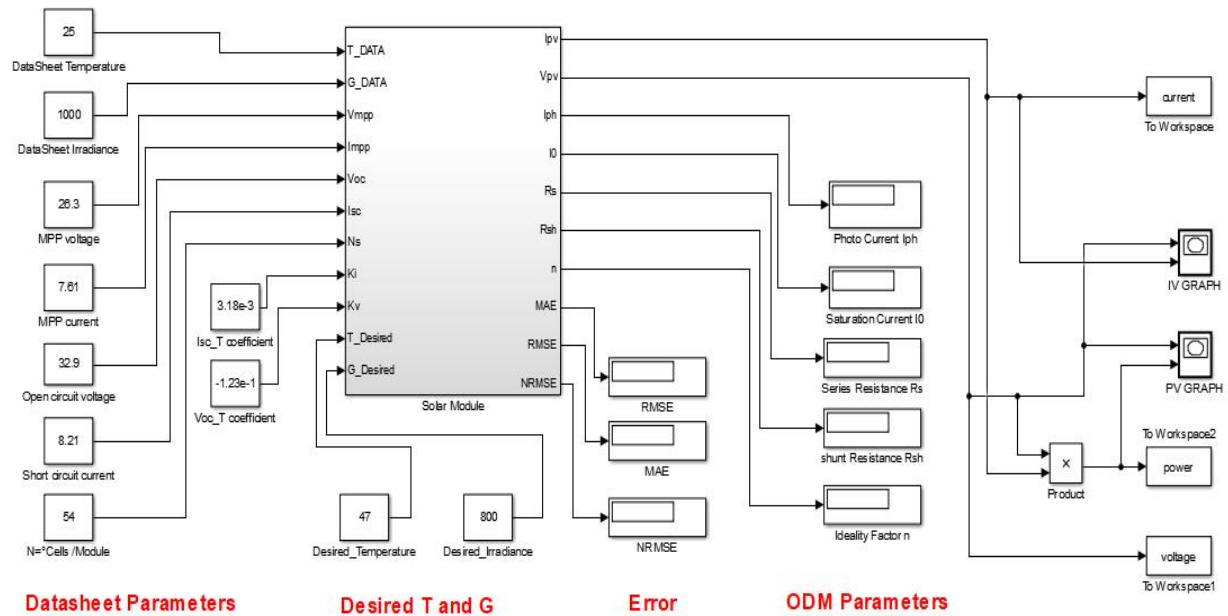 25
DataSheet Temperature
1000
DataSheet Irradiance
26.3
MPP voltage
7.61
MPP current
32.9
Open circuit voltage
8.21
Short circuit current
54
N=°Cells /Module
3.18e-3
Isc_T coefficient
-1.23e-1
Voc_T coefficient
47
Desired_Temperature
800
Desired_Irradiance
T_DATA
G_DATA
Vmpp
Impp
Voc
Isc
Ns
Ki
Kv
T_Desired
G_Desired
Ipv
Vpv
Iph
I0
Rs
Rsh
n
MAE
RMSE
NRMSE
Solar Module
RMSE
MAE
NRMSE
Photo Current Iph
Saturation Current I0
Series Resistance Rs
shunt Resistance Rsh
Ideality Factor n
current
To Workspace
IV GRAPH
PV GRAPH
To Workspace2
power
x
Product
voltage
To Workspace1
Datasheet Parameters
Desired T and G
Error
ODM Parameters